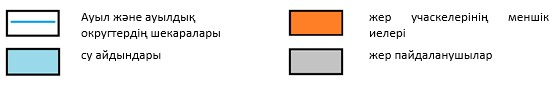 Ауыл және ауылдық
округтердің шекаралары
су айдындары
жер учаскелерінің меншік
иелері
жер пайдаланушылар